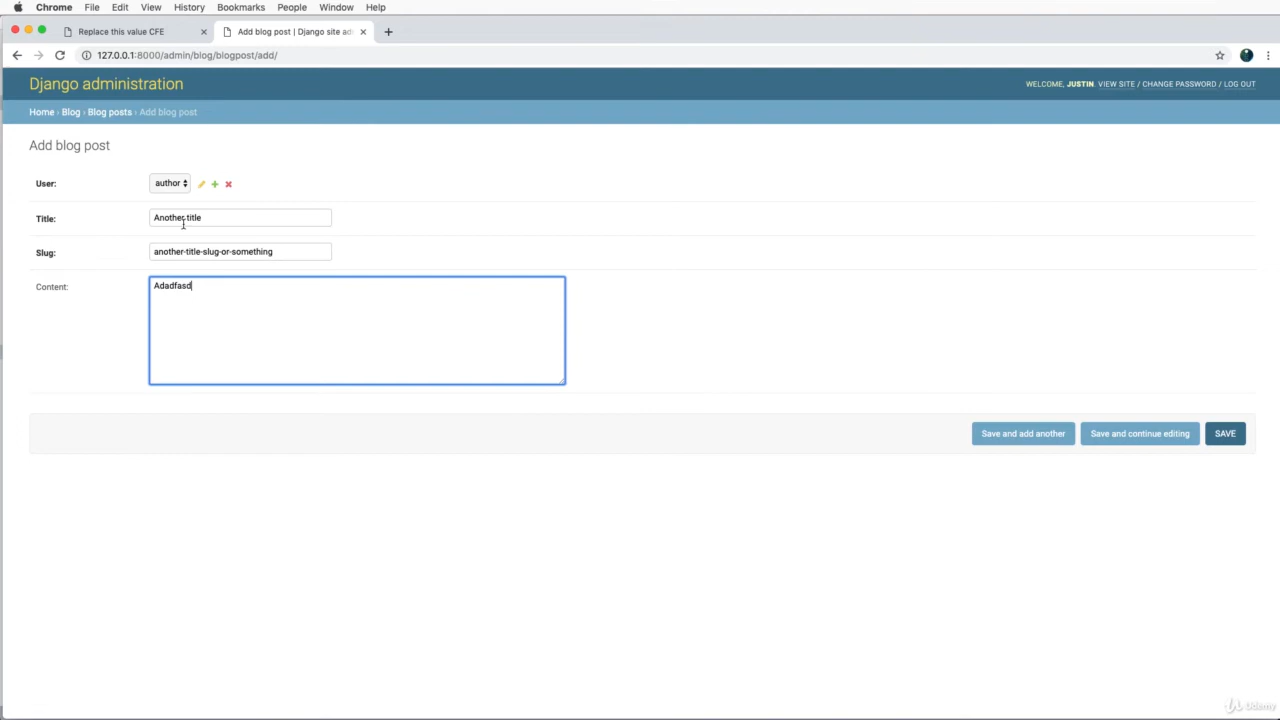 Chrome File Edit View History Bookmarks People Window Help
Replace this value CFE
Add blog post | Django site ad
127.0.0.1:8000/admin/blog/blogpost/add/
Django administration
WELCOME, JUSTIN. VIEW SITE / CHANGE PASSWORD / LOG OUT
Home › Blog › Blog posts › Add blog post
Add blog post
User: author
Title: Another title
Slug: another-title-slug-or-something
Content: Adadfasd
Save and add another Save and continue editing SAVE
Udemy